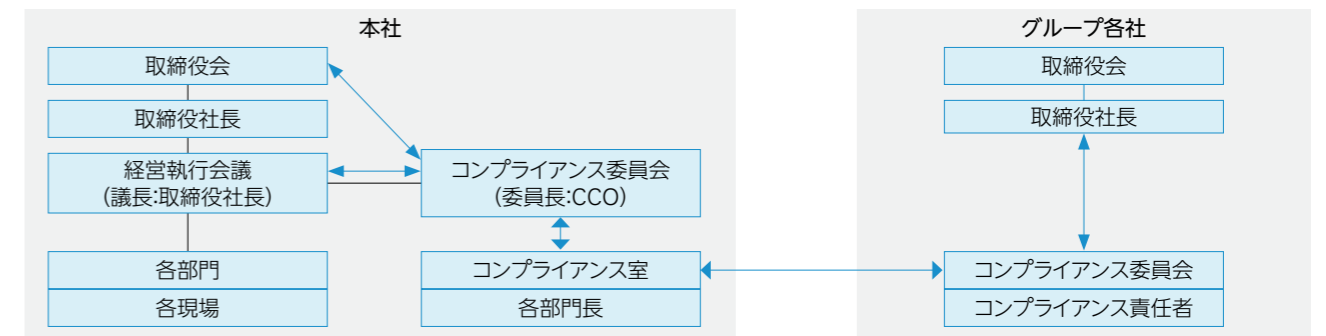 本社
取締役会
取締役社長
経営執行会議
(議長:取締役社長)
各部門
各現場
コンプライアンス委員会
(委員長:CCO)
コンプライアンス室
各部門長
グループ各社
取締役会
取締役社長
コンプライアンス委員会
コンプライアンス責任者